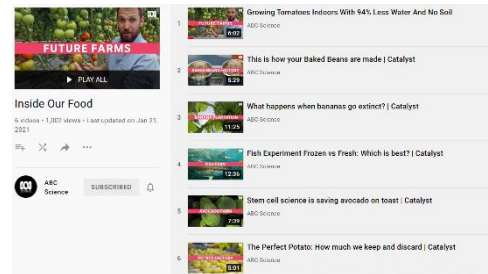 FUTURE FARMS
PLAY ALL
Inside Our Food
6 videos • 1,007 views • Last updated on Jan 21,
2021
ABC
Science
SUBSCRIBED
1
6:02
Growing Tomatoes Indoors With 94% Less Water And No Soil
ABC Science
2
5:29
This is how your Baked Beans are made | Catalyst
ABC Science
3
11:25
What happens when bananas go extinct? | Catalyst
ABC Science
4
12:36
Fish Experiment Frozen vs Fresh: Which is best? | Catalyst
ABC Science
5
7:39
Stem cell science is saving avocado on toast | Catalyst
ABC Science
6
8:01
The Perfect Potato: How much we keep and discard | Catalyst
ABC Science